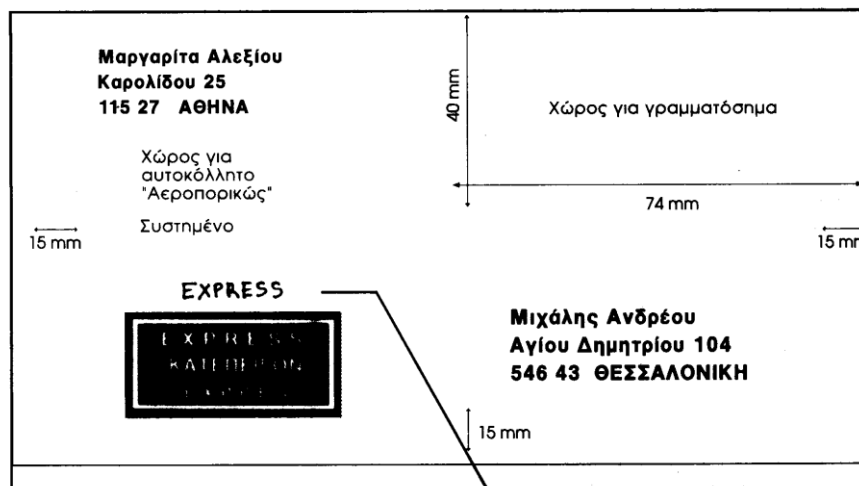 Μαργαρίτα Αλεξίου
Καρολίδου 25
115 27 ΑΘΗΝΑ
40 mm
Χώρος για γραμματόσημα
Χώρος για
αυτοκόλλητο
"Αεροπορικώς"
74 mm
Συστημένο
15 mm
15 mm
EXPRESS
EXPRESS
ΚΑΤΕΠΕΙΓΟΝ
Μιχάλης Ανδρέου
Αγίου Δημητρίου 104
546 43 ΘΕΣΣΑΛΟΝΙΚΗ
15 mm